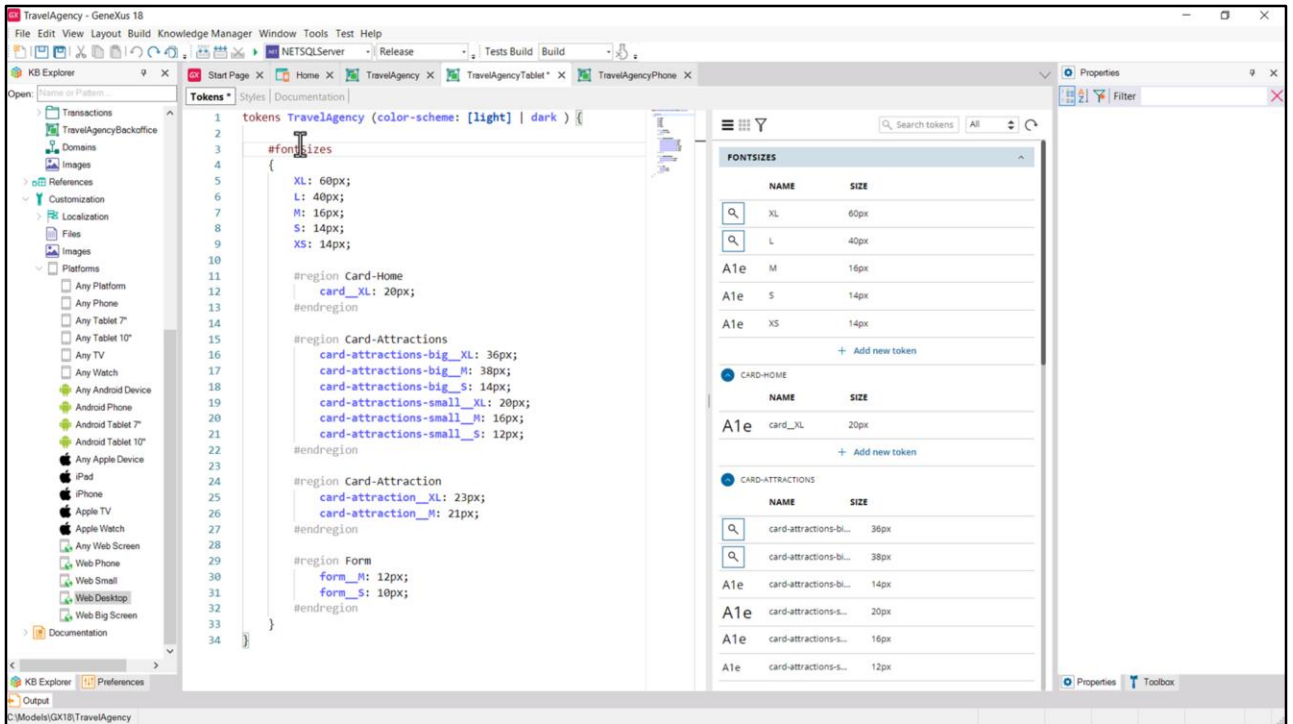 TravelAgency - GeneXus 18
File Edit View Layout Build Knowledge Manager Window Tools Test Help
NETSQLServer Release Tests Build Build
KB Explorer
Open: Name or Pattern...
Transactions
TravelAgencyBackoffice
Domains
Images
References
Customization
Localization
Files
Images
Platforms
Any Platform
Any Phone
Any Tablet 7"
Any Tablet 10"
Any TV
Any Watch
Any Android Device
Android Phone
Android Tablet 7"
Android Tablet 10"
Any Apple Device
iPad
iPhone
Apple TV
Apple Watch
Any Web Screen
Web Phone
Web Small
Web Desktop
Web Big Screen
Documentation
KB Explorer Preferences
Output
C:\Models\GX18\TravelAgency
Start Page Home TravelAgency TravelAgencyTablet * TravelAgencyPhone
Tokens * Styles Documentation
1 tokens TravelAgency (color-scheme: [light] | dark ) {
2
3 #fontSizes
4 {
5 XL: 60px;
6 L: 40px;
7 M: 16px;
8 S: 14px;
9 XS: 14px;
10
11 #region Card-Home
12 card__XL: 20px;
13 #endregion
14
15 #region Card-Attractions
16 card-attractions-big__XL: 36px;
17 card-attractions-big__M: 38px;
18 card-attractions-big__S: 14px;
19 card-attractions-small__XL: 20px;
20 card-attractions-small__M: 16px;
21 card-attractions-small__S: 12px;
22 #endregion
23
24 #region Card-Attraction
25 card-attraction__XL: 23px;
26 card-attraction__M: 21px;
27 #endregion
28
29 #region Form
30 form__M: 12px;
31 form__S: 10px;
32 #endregion
33 }
34 }
Search tokens All
FONTSIZES
NAME SIZE
XL 60px
L 40px
A1e M 16px
A1e S 14px
A1e XS 14px
+ Add new token
CARD-HOME
NAME SIZE
A1e card__XL 20px
+ Add new token
CARD-ATTRACTIONS
NAME SIZE
card-attractions-bi... 36px
card-attractions-bi... 38px
A1e card-attractions-bi... 14px
A1e card-attractions-s... 20px
A1e card-attractions-s... 16px
A1e card-attractions-s... 12px
Properties
Filter
Properties Toolbox